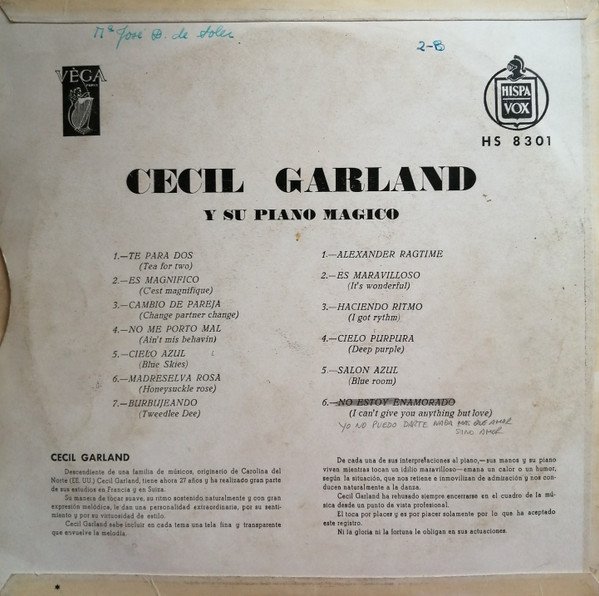 Mª José D. de Soler
2-B
VÈGA
HISPA
VOX
HS 8301
CECIL GARLAND
Y SU PIANO MAGICO
1.—TE PARA DOS
(Tea for two)
2.—ES MAGNIFICO
(C'est magnifique)
3.—CAMBIO DE PAREJA
(Change partner change)
4.—NO ME PORTO MAL
(Ain't mis behavin)
5.—CIELO AZUL
(Blue Skies)
6.—MADRESELVA ROSA
(Honeysuckle rose)
7.—BURBUJEANDO
(Tweedlee Dee)
1.—ALEXANDER RAGTIME
2.—ES MARAVILLOSO
(It's wonderful)
3.—HACIENDO RITMO
(I got rythm)
4.—CIELO PURPURA
(Deep purple)
5.—SALON AZUL
(Blue room)
6.—NO ESTOY ENAMORADO
(I can't give you anything but love)
YO NO PUEDO DARTE NADA MAS QUE AMOR
SINO AMOR
CECIL GARLAND
Descendiente de una familia de músicos, originario de Carolina del
Norte (EE. UU.) Cecil Garland, tiene ahora 27 años y ha realizado gran parte
de sus estudios en Francia y en Suiza.
Su manera de tocar suave, su ritmo sostenido naturalmente y con gran
expresión melódica, le dan una personalidad extraordinaria, por su senti-
miento y por su virtuosidad de estilo.
Cecil Garland sabe incluir en cada tema una tela fina y transparente
que envuelve la melodía.
De cada una de sus interpretaciones al piano,—sus manos y su piano
viven mientras tocan un idilio maravilloso—emana un calor o un humor,
según la situación, que nos retiene e inmovilizan de admiración y nos con-
ducen naturalmente a la danza.
Cecil Garland ha rehusado siempre encerrarse en el cuadro de la mú-
sica desde un punto de vista profesional.
El toca por placer y es por placer solamente por lo que ha aceptado
este registro.
Ni la gloria ni la fortuna le obligan en sus actuaciones.